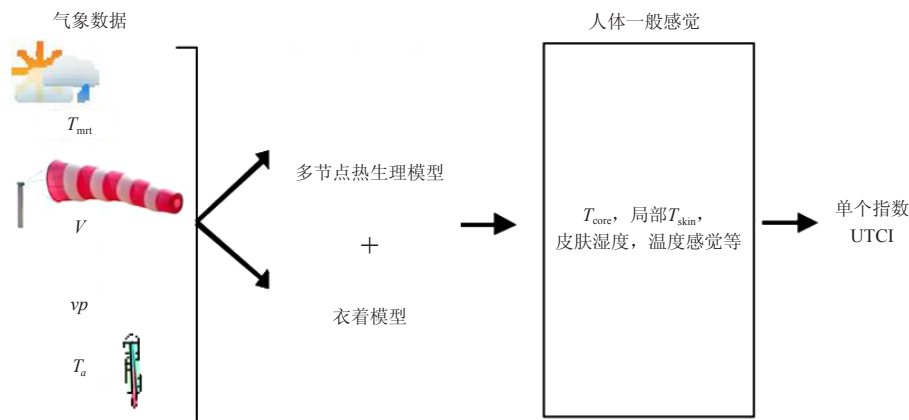 气象数据
人体一般感觉
Tmrt
V
vp
Ta
多节点热生理模型
+
衣着模型
Tcore，局部Tskin，
皮肤湿度，温度感觉等
单个指数
UTCI